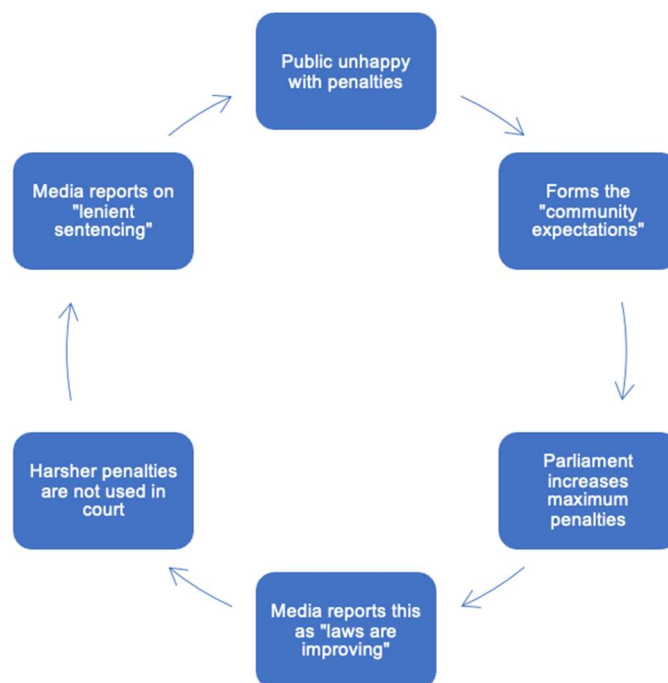 Public unhappy
with penalties
Forms the
"community
expectations"
Parliament
increases
maximum
penalties
Media reports this
as "laws are
improving"
Harsher penalties
are not used in
court
Media reports on
"lenient
sentencing"